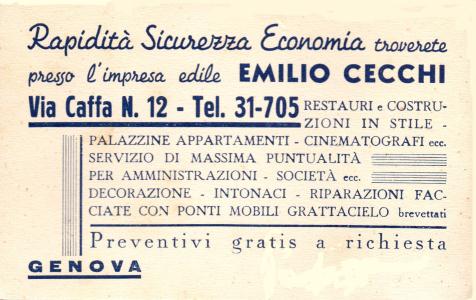 Rapidità Sicurezza Economia troverete
presso l'impresa edile EMILIO CECCHI
Via Caffa N. 12 - Tel. 31-705 RESTAURI e COSTRU-
ZIONI IN STILE -
PALAZZINE APPARTAMENTI - CINEMATOGRAFI ecc.
SERVIZIO DI MASSIMA PUNTUALITÀ
PER AMMINISTRAZIONI - SOCIETÀ ecc.
DECORAZIONE - INTONACI - RIPARAZIONI FAC-
CIATE CON PONTI MOBILI GRATTACIELO brevettati
Preventivi gratis a richiesta
GENOVA